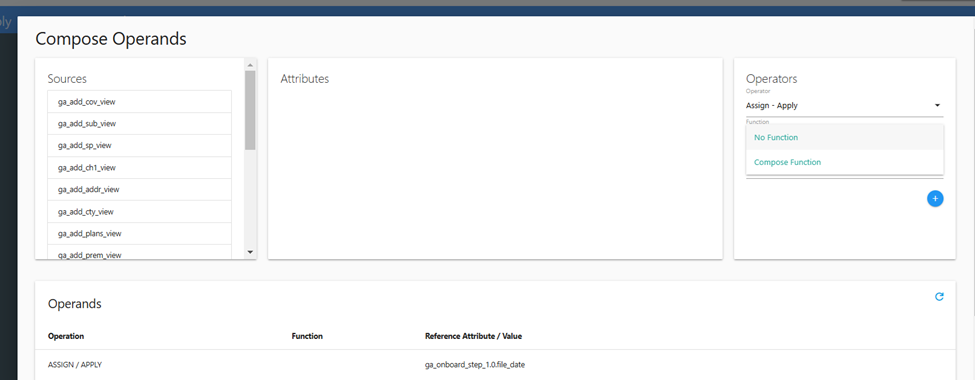 ply
Compose Operands
Sources
ga_add_cov_view
ga_add_sub_view
ga_add_sp_view
ga_add_ch1_view
ga_add_addr_view
ga_add_cty_view
ga_add_plans_view
ga_add_prem_view
Attributes
Operators
Operator
Assign - Apply
Function
No Function
Compose Function
Operands
Operation Function Reference Attribute / Value
ASSIGN / APPLY ga_onboard_step_1.0.file_date